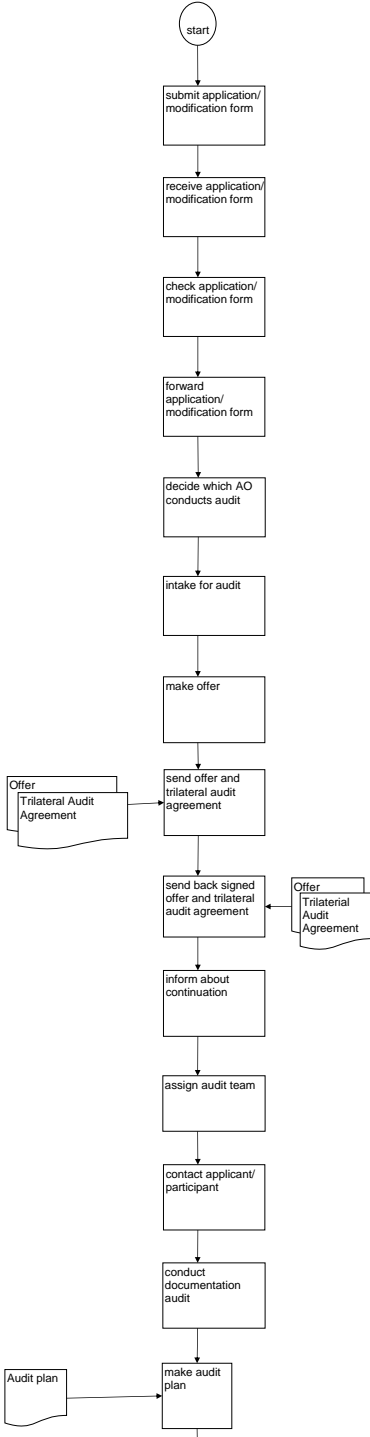 start
submit application/
modification form
receive application/
modification form
check application/
modification form
forward
application/
modification form
decide which AO
conducts audit
intake for audit
make offer
send offer and
trilateral audit
agreement
Offer
Trilateral Audit
Agreement
send back signed
offer and trilateral
audit agreement
Offer
Trilaterial
Audit
Agreement
inform about
continuation
assign audit team
contact applicant/
participant
conduct
documentation
audit
make audit
plan
Audit plan